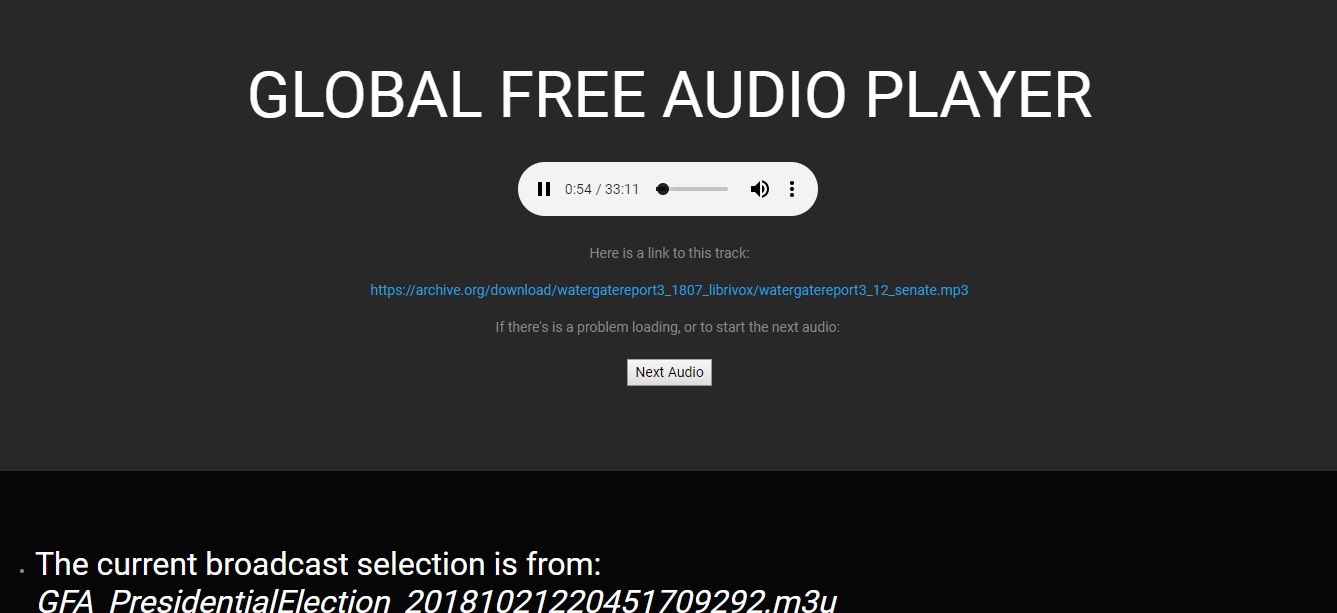 GLOBAL FREE AUDIO PLAYER
0:54 / 33:11
Here is a link to this track:
https://archive.org/download/watergatereport3_1807_librivox/watergatereport3_12_senate.mp3
If there's is a problem loading, or to start the next audio:
Next Audio
The current broadcast selection is from:
GFA_PresidentialElection_20181021220451709292.m3u